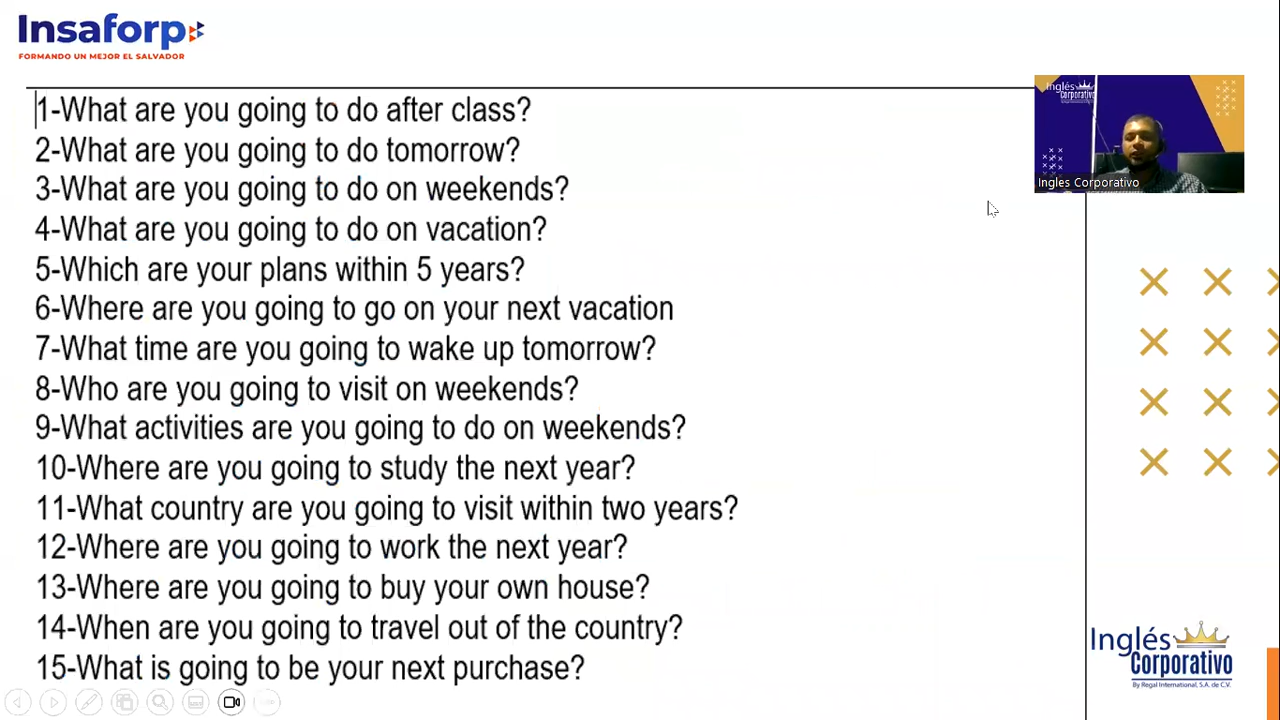 Insaforp
FORMANDO UN MEJOR EL SALVADOR
1-What are you going to do after class?
2-What are you going to do tomorrow?
3-What are you going to do on weekends?
4-What are you going to do on vacation?
5-Which are your plans within 5 years?
6-Where are you going to go on your next vacation
7-What time are you going to wake up tomorrow?
8-Who are you going to visit on weekends?
9-What activities are you going to do on weekends?
10-Where are you going to study the next year?
11-What country are you going to visit within two years?
12-Where are you going to work the next year?
13-Where are you going to buy your own house?
14-When are you going to travel out of the country?
15-What is going to be your next purchase?
Inglés
Corporativo
Ingles Corporativo
Inglés
Corporativo
By Regal International, S.A. de C.V.